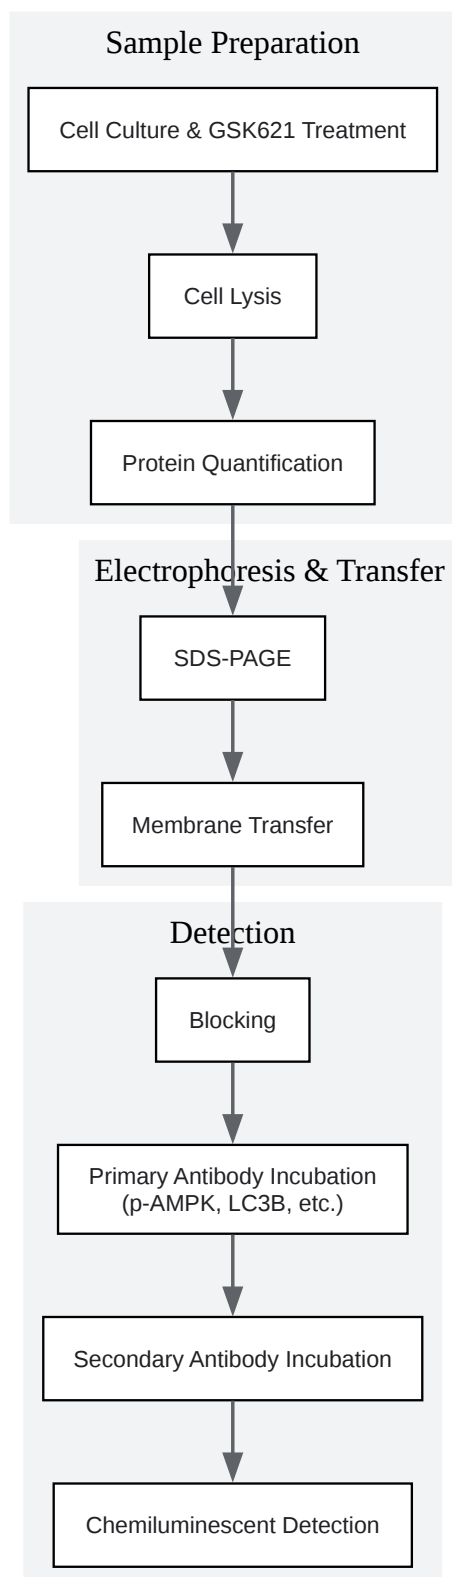 Sample Preparation
Cell Culture & GSK621 Treatment
Cell Lysis
Protein Quantification
Electrophoresis & Transfer
SDS-PAGE
Membrane Transfer
Detection
Blocking
Primary Antibody Incubation
(p-AMPK, LC3B, etc.)
Secondary Antibody Incubation
Chemiluminescent Detection